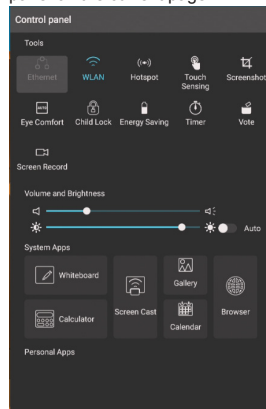 Control panel
Tools
Ethernet WLAN Hotspot Touch Sensing Screenshot
Eye Comfort Child Lock Energy Saving Timer Vote
Screen Record
Volume and Brightness
Auto
System Apps
Whiteboard Screen Cast Gallery Browser
Calculator Calendar
Personal Apps